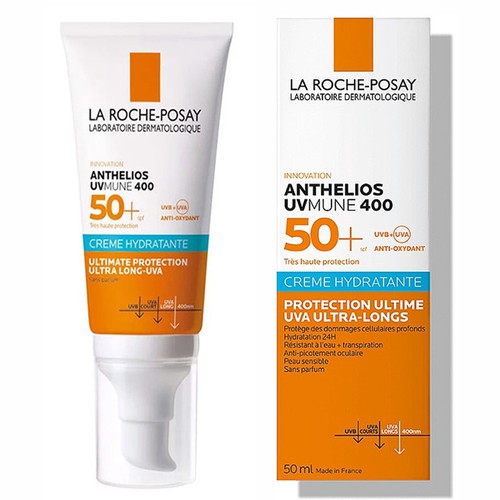 LA ROCHE-POSAY
LABORATOIRE DERMATOLOGIQUE
INNOVATION
ANTHELIOS
UVMUNE 400
50+
UVB+UVA
ANTI-OXYDANT
Très haute protection
CREME HYDRATANTE
ULTIMATE PROTECTION
ULTRA LONG-UVA
Sans parfum
UVB
UVA COURTS
UVA LONGS
400nm
LA ROCHE-POSAY
LABORATOIRE DERMATOLOGIQUE
INNOVATION
ANTHELIOS
UVMUNE 400
50+
UVB+UVA
ANTI-OXYDANT
Très haute protection
CREME HYDRATANTE
PROTECTION ULTIME
UVA ULTRA-LONGS
Protège des dommages cellulaires profonds
Hydratation 24H
Résistant à l'eau + transpiration
Anti-picotement oculaire
Peau sensible
Sans parfum
UVB
UVA COURTS
UVA LONGS
400nm
50 ml Made in France